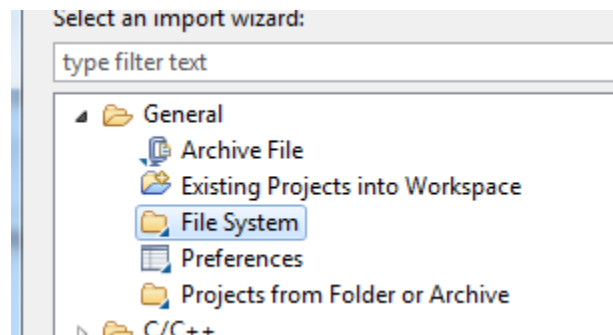 Select an import wizard:
type filter text
General
Archive File
Existing Projects into Workspace
File System
Preferences
Projects from Folder or Archive
C/C++